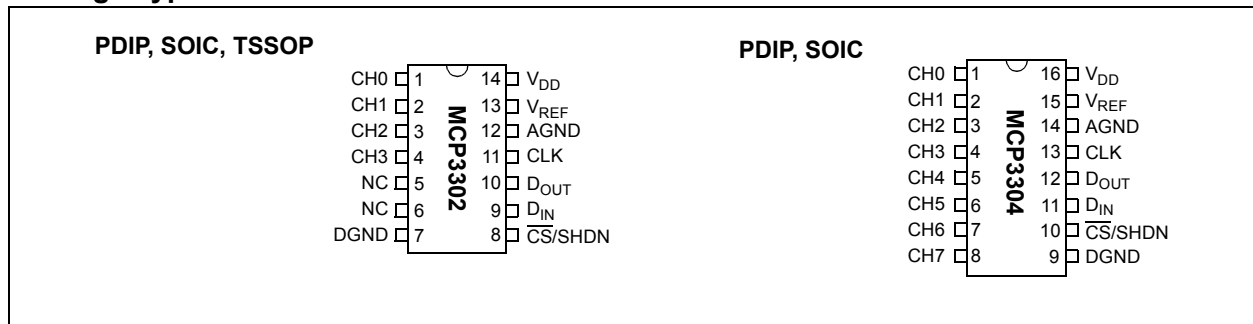 PDIP, SOIC, TSSOP
CH0 1 14 VDD
CH1 2 13 VREF
CH2 3 12 AGND
CH3 4 11 CLK
NC 5 10 DOUT
NC 6 9 DIN
DGND 7 8 CS/SHDN
MCP3302
PDIP, SOIC
CH0 1 16 VDD
CH1 2 15 VREF
CH2 3 14 AGND
CH3 4 13 CLK
CH4 5 12 DOUT
CH5 6 11 DIN
CH6 7 10 CS/SHDN
CH7 8 9 DGND
MCP3304